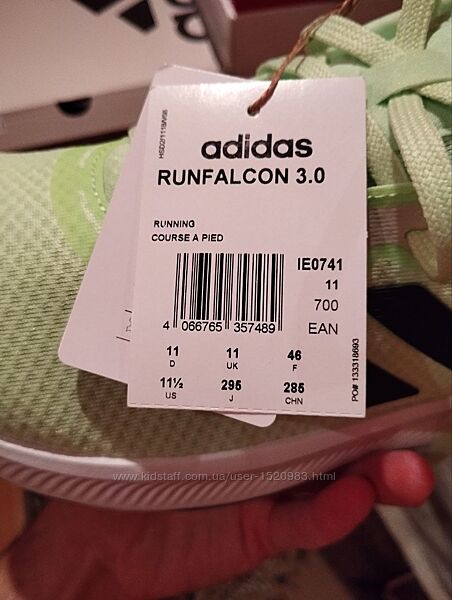 adidas
RUNFALCON 3.0
RUNNING
COURSE A PIED
IE0741
11
700
EAN
4 066765 357489
11 11 46
D UK F
11½ 295 285
US J CHN
PO# 133318693
www.kidstaff.com.ua/user-1520983.html